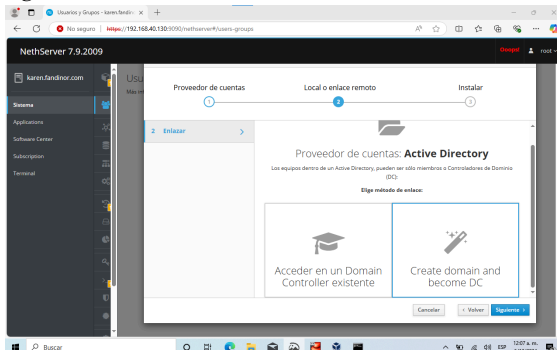 Usuarios y Grupos - karen.fandin
No seguro
https://192.168.40.130:9090/nethserver#/users-groups
NethServer 7.9.2009
Ooops!
root
karen.fandinor.com
Sistema
Applications
Software Center
Subscription
Terminal
Usu
Proveedor de cuentas
Local o enlace remoto
Instalar
1
2
3
2 Enlazar
Proveedor de cuentas: Active Directory
Los equipos dentro de un Active Directory, pueden ser sólo miembros o Controladores de Dominio
(DC):
Elige método de enlace:
Acceder en un Domain
Controller existente
Create domain and
become DC
Cancelar
Volver
Siguiente
Buscar
ESP
12:07 a. m.